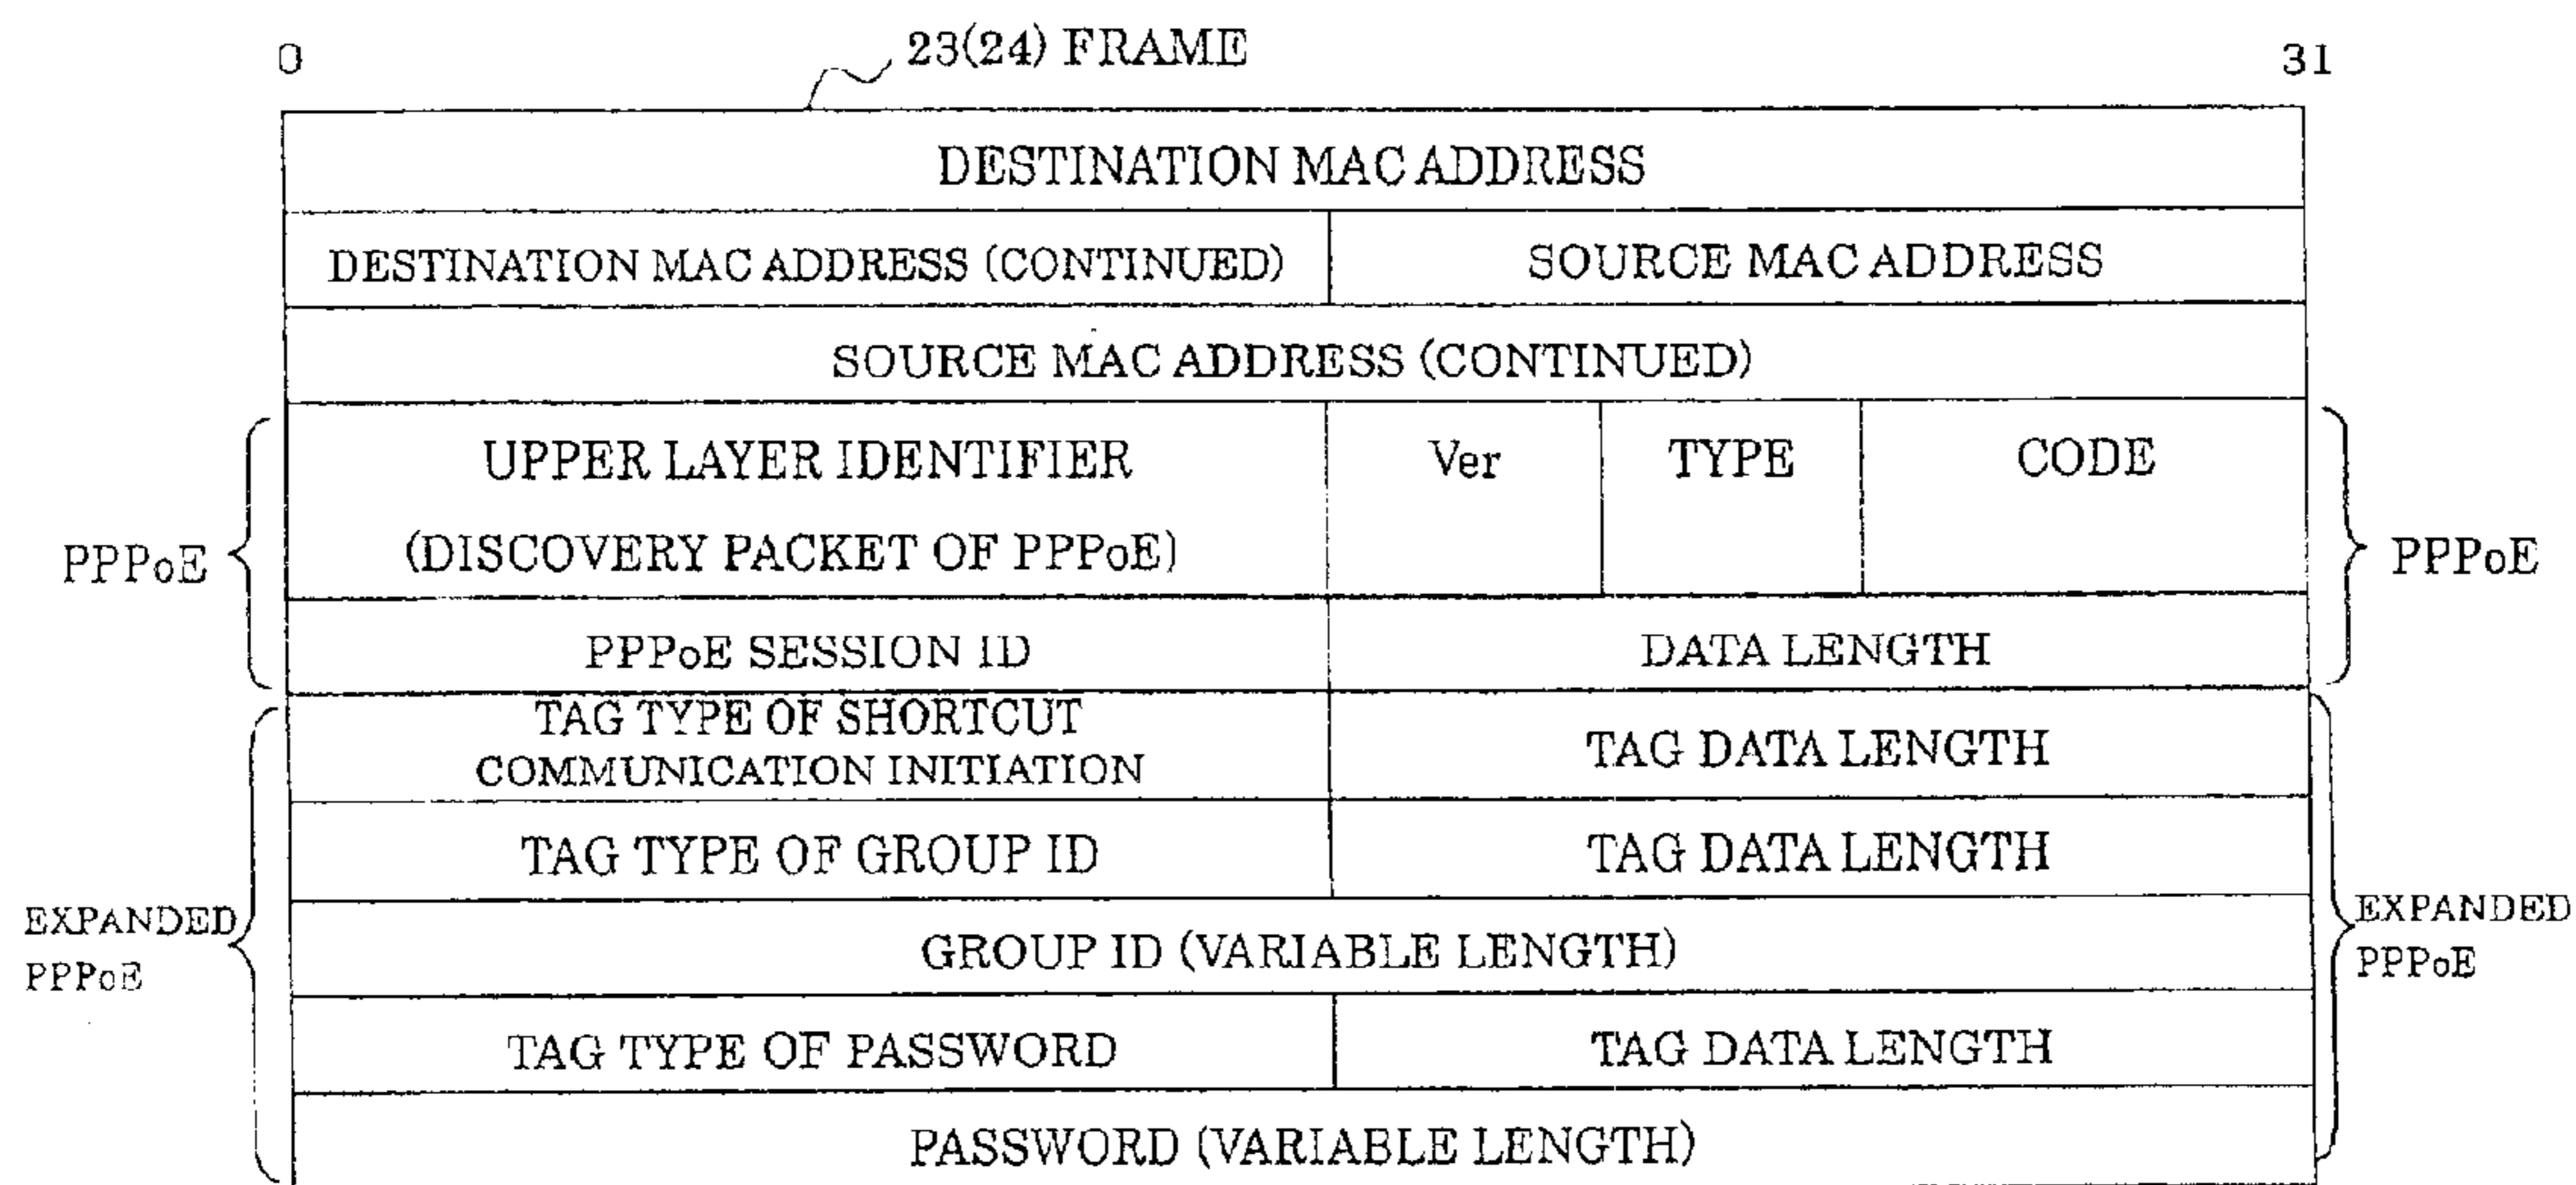 23(24) FRAME
0 31
DESTINATION MAC ADDRESS
DESTINATION MAC ADDRESS (CONTINUED) SOURCE MAC ADDRESS
SOURCE MAC ADDRESS (CONTINUED)
UPPER LAYER IDENTIFIER Ver TYPE CODE
(DISCOVERY PACKET OF PPPoE)
PPPoE PPPoE
PPPoE SESSION ID DATA LENGTH
TAG TYPE OF SHORTCUT
COMMUNICATION INITIATION TAG DATA LENGTH
TAG TYPE OF GROUP ID TAG DATA LENGTH
EXPANDED
PPPoE
EXPANDED
PPPoE
GROUP ID (VARIABLE LENGTH)
TAG TYPE OF PASSWORD TAG DATA LENGTH
PASSWORD (VARIABLE LENGTH)